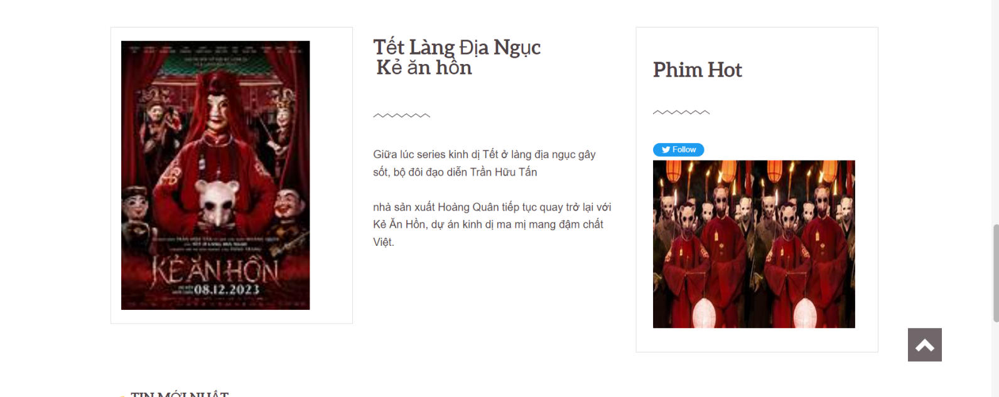 KẺ ĂN HỒN
08.12.2023
Tết Làng Địa Ngục
Kẻ ăn hồn
Giữa lúc series kinh dị Tết ở làng địa ngục gây
sốt, bộ đôi đạo diễn Trần Hữu Tấn
nhà sản xuất Hoàng Quân tiếp tục quay trở lại với
Kẻ Ăn Hồn, dự án kinh dị ma mị mang đậm chất
Việt.
Phim Hot
Follow
TIN MỚI NHẤT